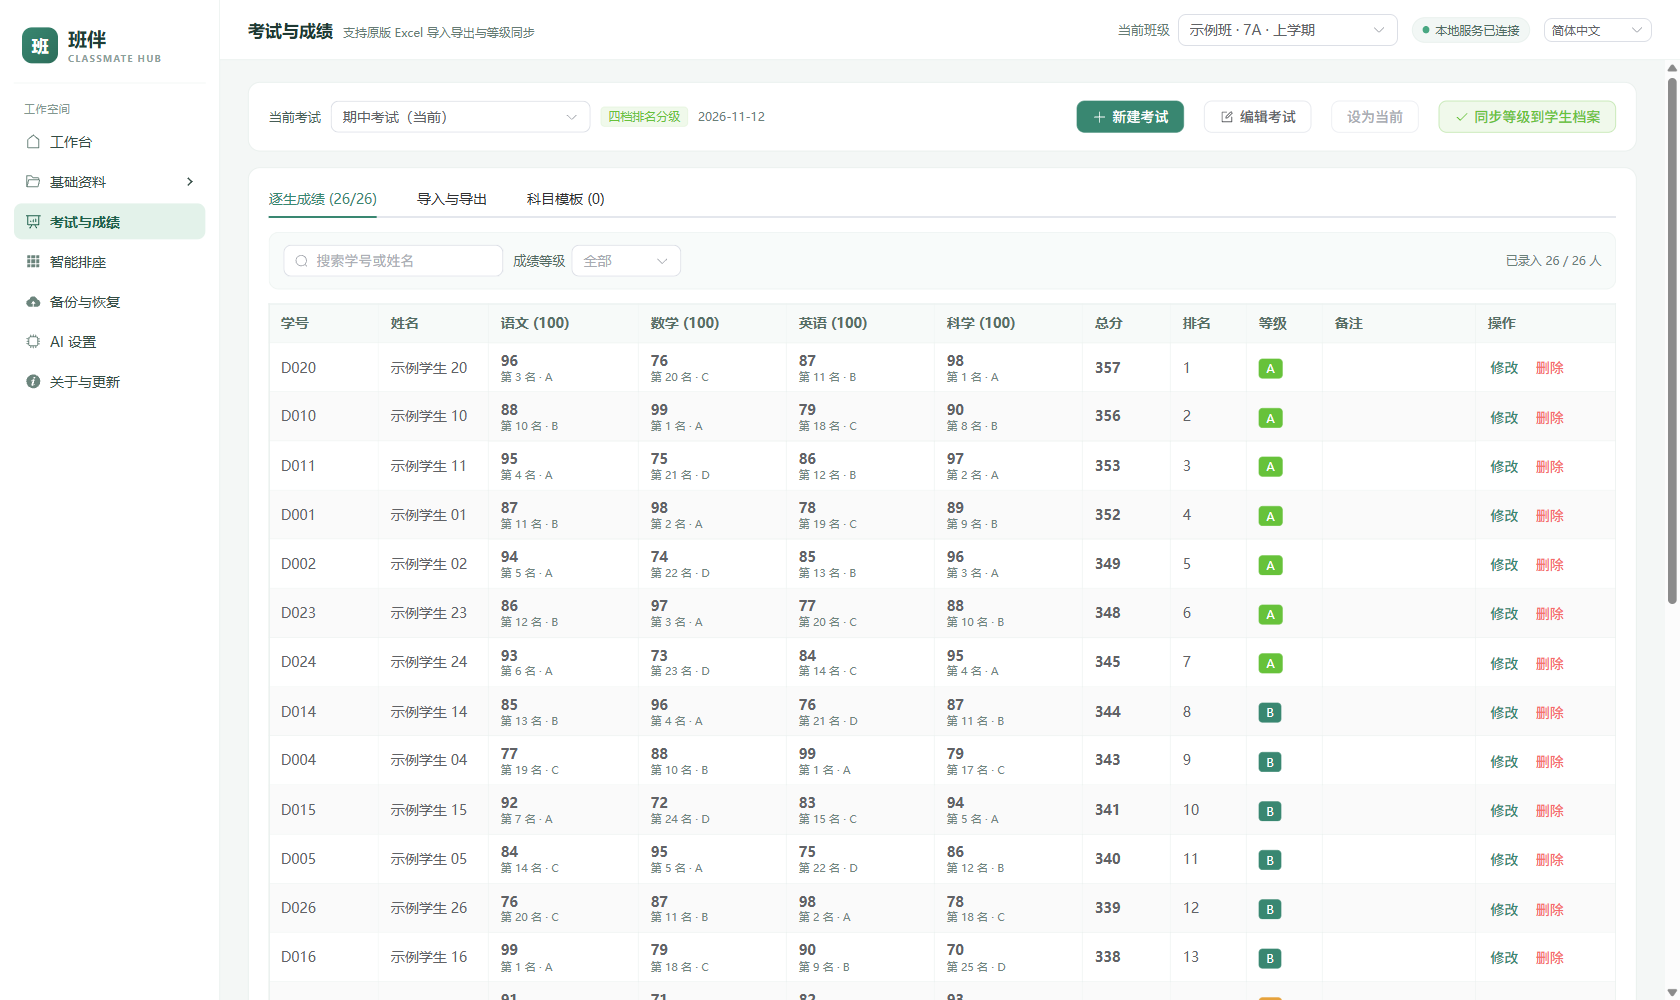 班
班伴
CLASSMATE HUB
工作空间
工作台
基础资料
考试与成绩
智能排座
备份与恢复
AI 设置
关于与更新
考试与成绩 支持原版 Excel 导入导出与等级同步
当前班级 示例班 · 7A · 上学期 本地服务已连接 简体中文
当前考试 期中考试（当前） 四档排名分级 2026-11-12 新建考试 编辑考试 设为当前 同步等级到学生档案
逐生成绩 (26/26) 导入与导出 科目模板 (0)
搜索学号或姓名 成绩等级 全部 已录入 26 / 26 人
学号 姓名 语文 (100) 数学 (100) 英语 (100) 科学 (100) 总分 排名 等级 备注 操作
D020 示例学生 20 96 76 87 98 357 1 A 修改 删除
第 3 名 · A 第 20 名 · C 第 11 名 · B 第 1 名 · A
D010 示例学生 10 88 99 79 90 356 2 A 修改 删除
第 10 名 · B 第 1 名 · A 第 18 名 · C 第 8 名 · B
D011 示例学生 11 95 75 86 97 353 3 A 修改 删除
第 4 名 · A 第 21 名 · D 第 12 名 · B 第 2 名 · A
D001 示例学生 01 87 98 78 89 352 4 A 修改 删除
第 11 名 · B 第 2 名 · A 第 19 名 · C 第 9 名 · B
D002 示例学生 02 94 74 85 96 349 5 A 修改 删除
第 5 名 · A 第 22 名 · D 第 13 名 · B 第 3 名 · A
D023 示例学生 23 86 97 77 88 348 6 A 修改 删除
第 12 名 · B 第 3 名 · A 第 20 名 · C 第 10 名 · B
D024 示例学生 24 93 73 84 95 345 7 A 修改 删除
第 6 名 · A 第 23 名 · D 第 14 名 · C 第 4 名 · A
D014 示例学生 14 85 96 76 87 344 8 B 修改 删除
第 13 名 · B 第 4 名 · A 第 21 名 · D 第 11 名 · B
D004 示例学生 04 77 88 99 79 343 9 B 修改 删除
第 19 名 · C 第 10 名 · B 第 1 名 · A 第 17 名 · C
D015 示例学生 15 92 72 83 94 341 10 B 修改 删除
第 7 名 · A 第 24 名 · D 第 15 名 · C 第 5 名 · A
D005 示例学生 05 84 95 75 86 340 11 B 修改 删除
第 14 名 · C 第 5 名 · A 第 22 名 · D 第 12 名 · B
D026 示例学生 26 76 87 98 78 339 12 B 修改 删除
第 20 名 · C 第 11 名 · B 第 2 名 · A 第 18 名 · C
D016 示例学生 16 99 79 90 70 338 13 B 修改 删除
第 1 名 · A 第 18 名 · C 第 9 名 · B 第 25 名 · D
91 71 82 93